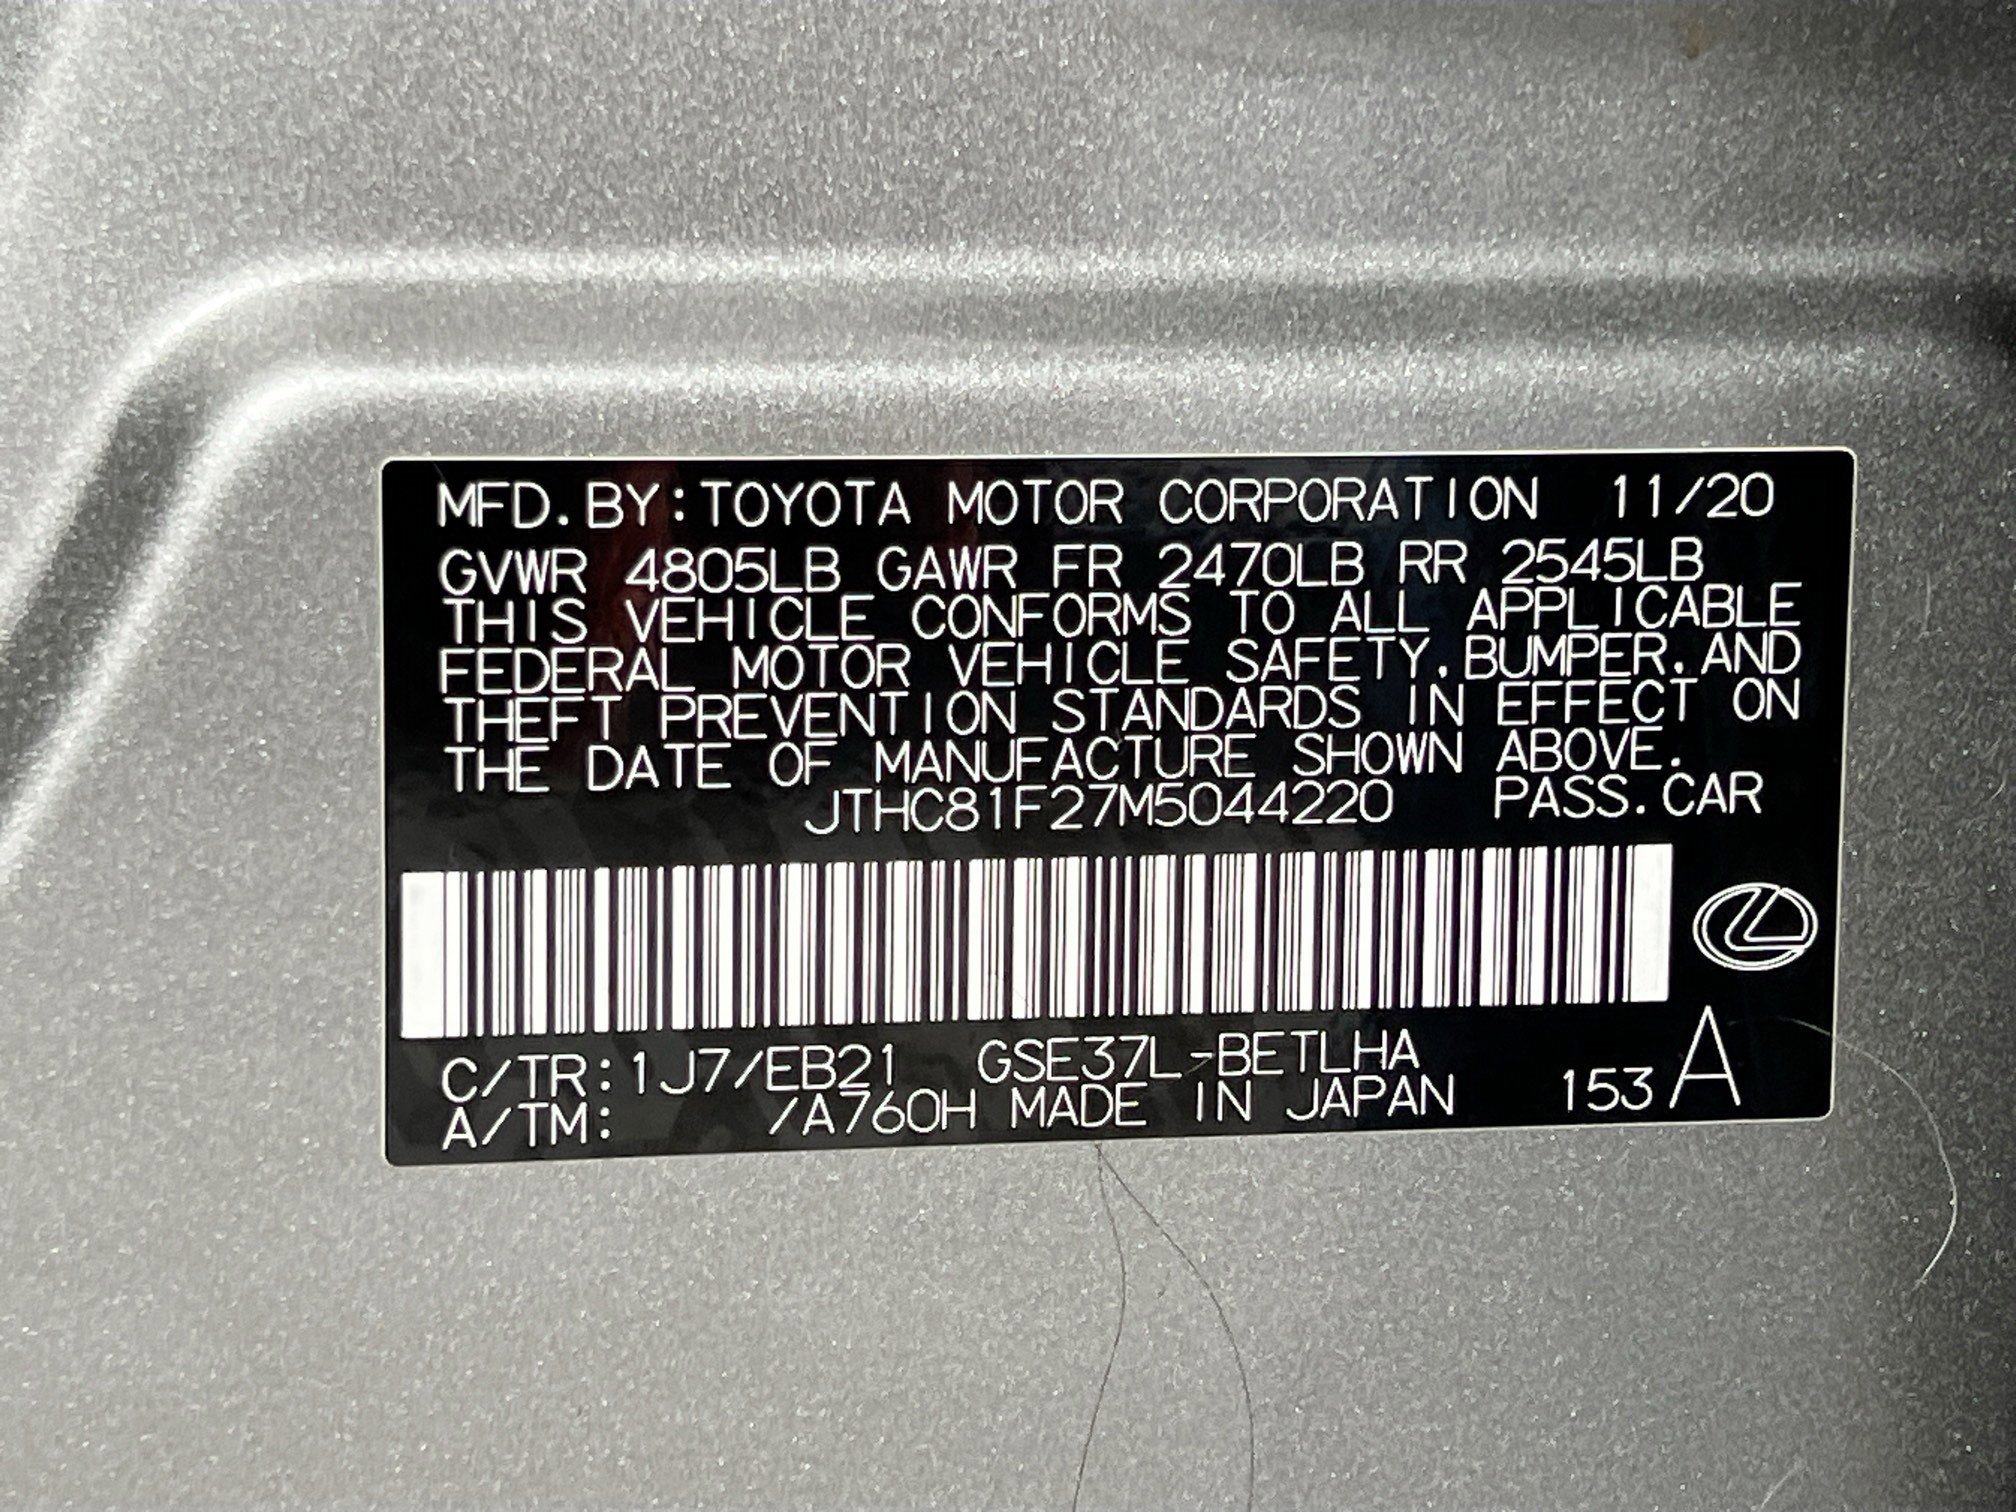 MFD. BY: TOYOTA MOTOR CORPORATION 11/20
GVWR 4805LB GAWR FR 2470LB RR 2545LB
THIS VEHICLE CONFORMS TO ALL APPLICABLE
FEDERAL MOTOR VEHICLE SAFETY. BUMPER. AND
THEFT PREVENTION STANDARDS IN EFFECT ON
THE DATE OF MANUFACTURE SHOWN ABOVE.
JTHC81F27M5044220 PASS. CAR
C/TR: 1J7/EB21 GSE37L-BETLHA
A/TM: /A760H MADE IN JAPAN 153 A